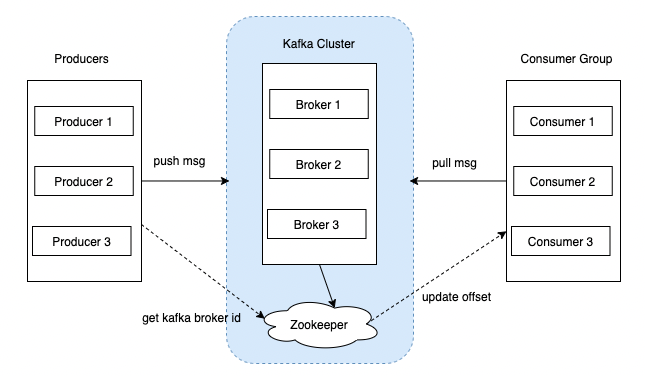 Kafka Cluster
Producers
Consumer Group
Producer 1
Broker 1
Consumer 1
push msg
Broker 2
pull msg
Producer 2
Consumer 2
Broker 3
Producer 3
Consumer 3
update offset
get kafka broker id
Zookeeper